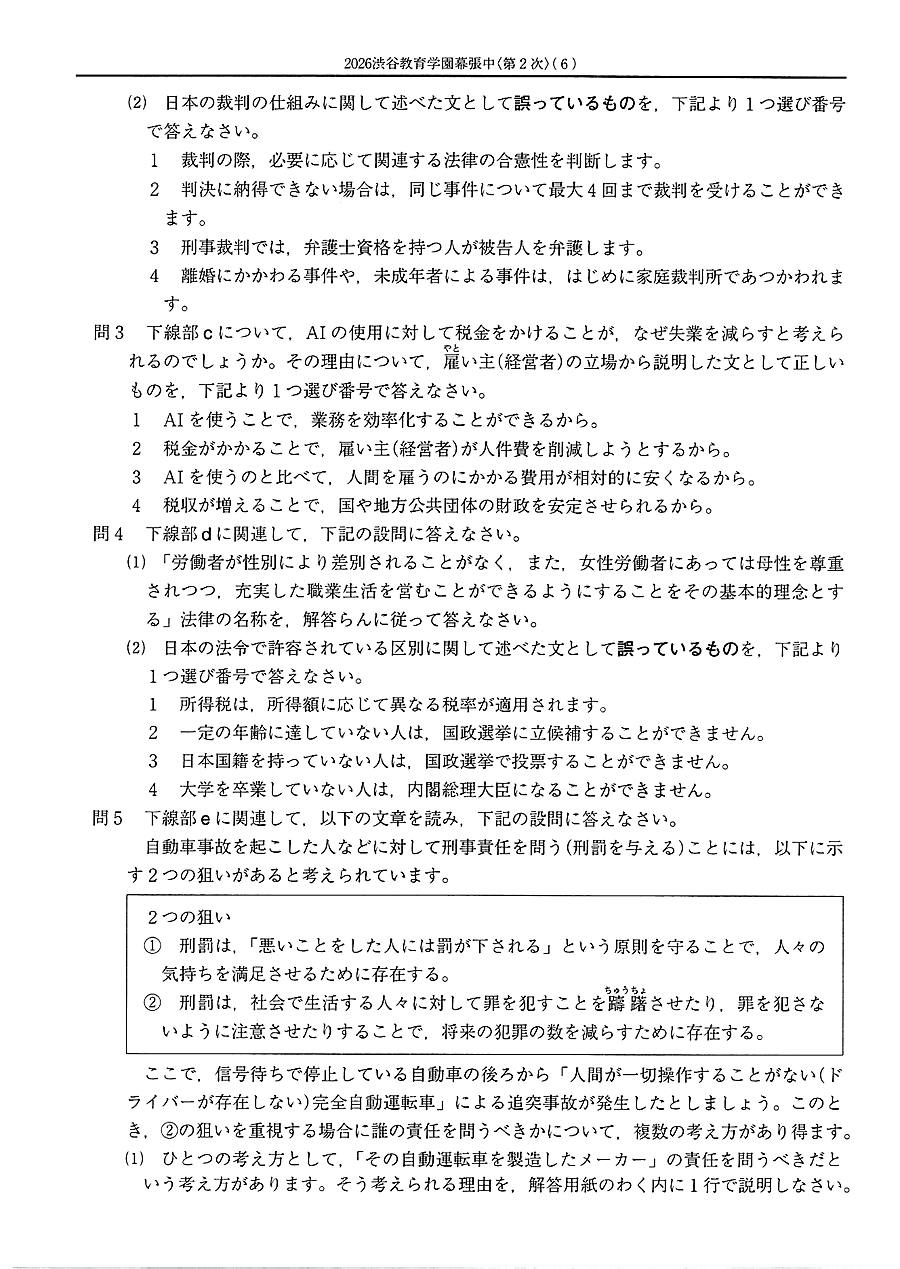 2026渋谷教育学園幕張中〈第2次〉(6)
(2) 日本の裁判の仕組みに関して述べた文として誤っているものを，下記より1つ選び番号
で答えなさい。
1 裁判の際，必要に応じて関連する法律の合憲性を判断します。
2 判決に納得できない場合は，同じ事件について最大4回まで裁判を受けることができ
ます。
3 刑事裁判では，弁護士資格を持つ人が被告人を弁護します。
4 離婚にかかわる事件や，未成年者による事件は，はじめに家庭裁判所であつかわれま
す。
問3 下線部cについて，AIの使用に対して税金をかけることが，なぜ失業を減らすと考えら
れるのでしょうか。その理由について，雇い主(経営者)の立場から説明した文として正しい
ものを，下記より1つ選び番号で答えなさい。
1 AIを使うことで，業務を効率化することができるから。
2 税金がかかることで，雇い主(経営者)が人件費を削減しようとするから。
3 AIを使うのと比べて，人間を雇うのにかかる費用が相対的に安くなるから。
4 税収が増えることで，国や地方公共団体の財政を安定させられるから。
問4 下線部dに関連して，下記の設問に答えなさい。
(1) 「労働者が性別により差別されることがなく，また，女性労働者にあっては母性を尊重
されつつ，充実した職業生活を営むことができるようにすることをその基本的理念とす
る」法律の名称を，解答らんに従って答えなさい。
(2) 日本の法令で許容されている区別に関して述べた文として誤っているものを，下記より
1つ選び番号で答えなさい。
1 所得税は，所得額に応じて異なる税率が適用されます。
2 一定の年齢に達していない人は，国政選挙に立候補することができません。
3 日本国籍を持っていない人は，国政選挙で投票することができません。
4 大学を卒業していない人は，内閣総理大臣になることができません。
問5 下線部eに関連して，以下の文章を読み，下記の設問に答えなさい。
自動車事故を起こした人などに対して刑事責任を問う(刑罰を与える)ことには，以下に示
す2つの狙いがあると考えられています。
2つの狙い
① 刑罰は，「悪いことをした人には罰が下される」という原則を守ることで，人々の
気持ちを満足させるために存在する。
② 刑罰は，社会で生活する人々に対して罪を犯すことを躊躇させたり，罪を犯さな
いように注意させたりすることで，将来の犯罪の数を減らすために存在する。
ここで，信号待ちで停止している自動車の後ろから「人間が一切操作することがない(ド
ライバーが存在しない)完全自動運転車」による追突事故が発生したとしましょう。このと
き，②の狙いを重視する場合に誰の責任を問うべきかについて，複数の考え方があり得ます。
(1) ひとつの考え方として，「その自動運転車を製造したメーカー」の責任を問うべきだと
いう考え方があります。そう考えられる理由を，解答用紙のわく内に1行で説明しなさい。